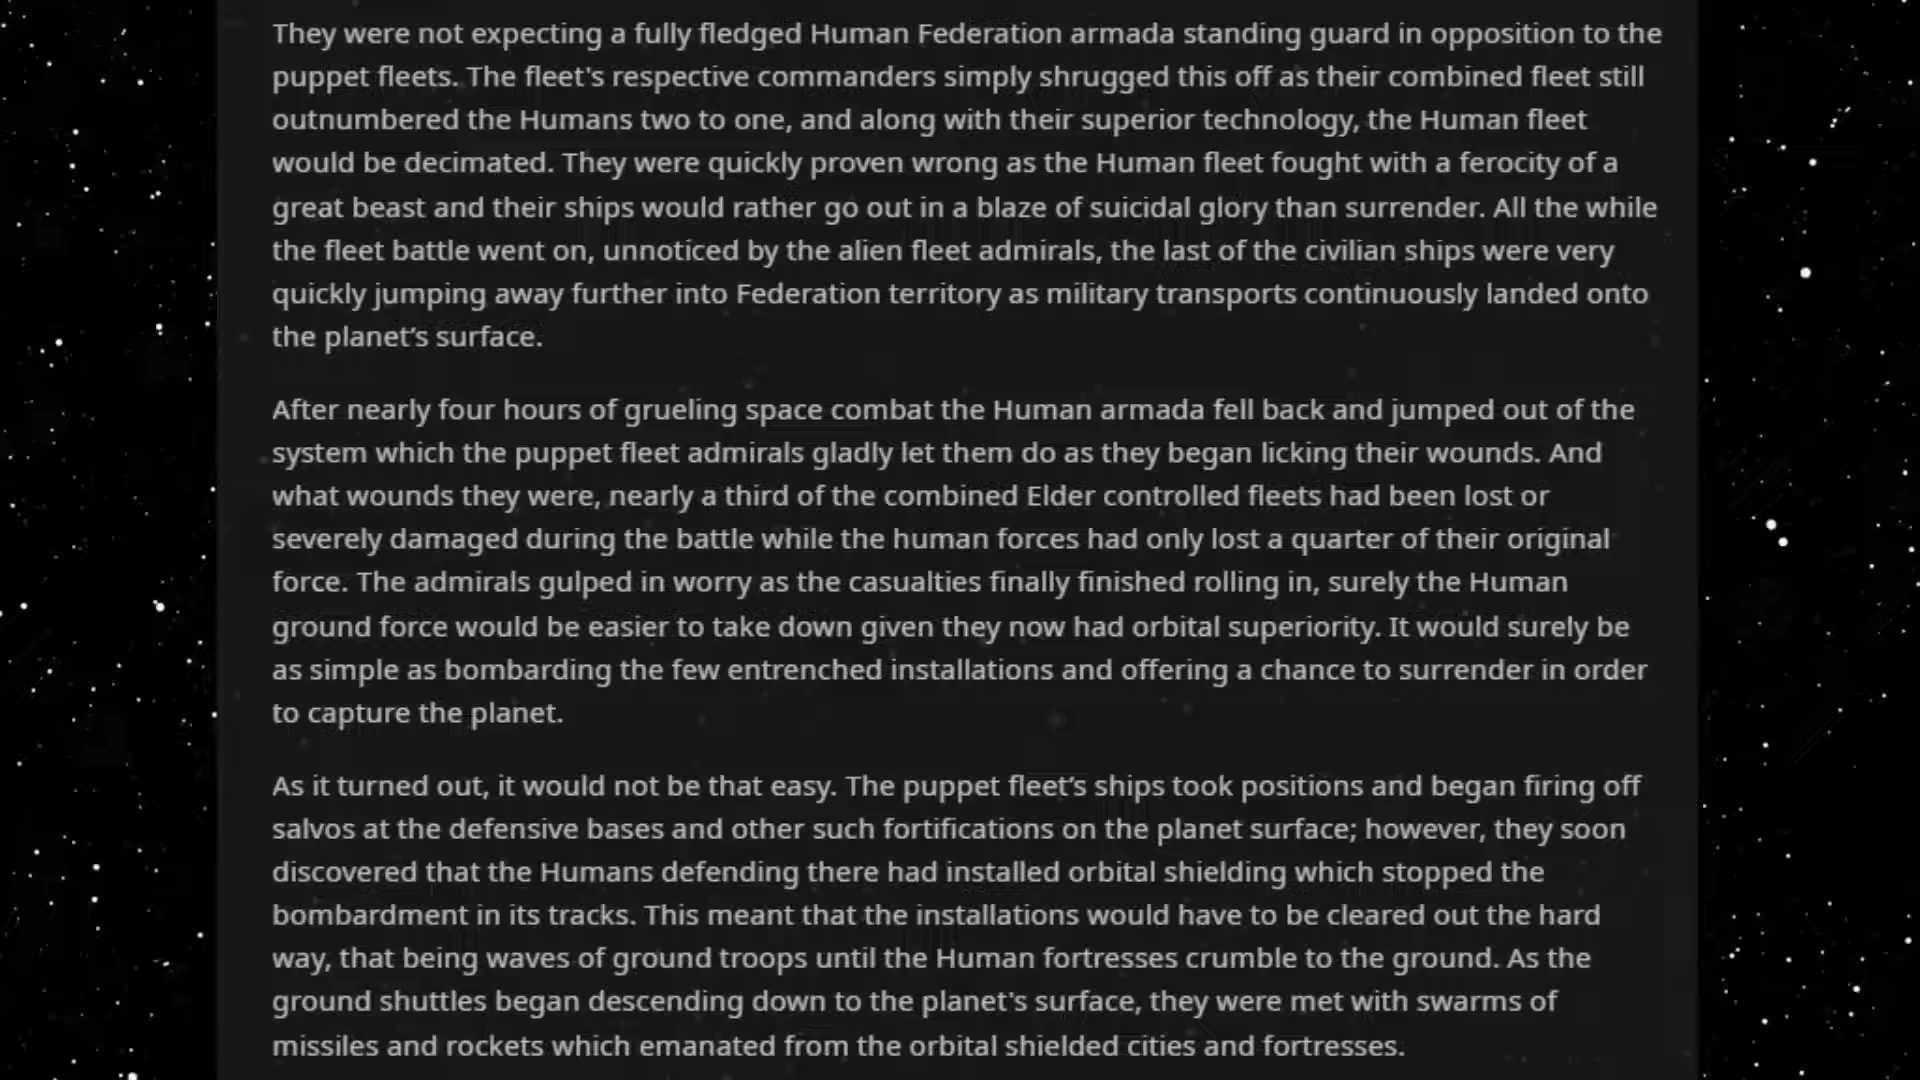 They were not expecting a fully fledged Human Federation armada standing guard in opposition to the
puppet fleets. The fleet's respective commanders simply shrugged this off as their combined fleet still
outnumbered the Humans two to one, and along with their superior technology, the Human fleet
would be decimated. They were quickly proven wrong as the Human fleet fought with a ferocity of a
great beast and their ships would rather go out in a blaze of suicidal glory than surrender. All the while
the fleet battle went on, unnoticed by the alien fleet admirals, the last of the civilian ships were very
quickly jumping away further into Federation territory as military transports continuously landed onto
the planet’s surface.
After nearly four hours of grueling space combat the Human armada fell back and jumped out of the
system which the puppet fleet admirals gladly let them do as they began licking their wounds. And
what wounds they were, nearly a third of the combined Elder controlled fleets had been lost or
severely damaged during the battle while the human forces had only lost a quarter of their original
force. The admirals gulped in worry as the casualties finally finished rolling in, surely the Human
ground force would be easier to take down given they now had orbital superiority. It would surely be
as simple as bombarding the few entrenched installations and offering a chance to surrender in order
to capture the planet.
As it turned out, it would not be that easy. The puppet fleet’s ships took positions and began firing off
salvos at the defensive bases and other such fortifications on the planet surface; however, they soon
discovered that the Humans defending there had installed orbital shielding which stopped the
bombardment in its tracks. This meant that the installations would have to be cleared out the hard
way, that being waves of ground troops until the Human fortresses crumble to the ground. As the
ground shuttles began descending down to the planet's surface, they were met with swarms of
missiles and rockets which emanated from the orbital shielded cities and fortresses.